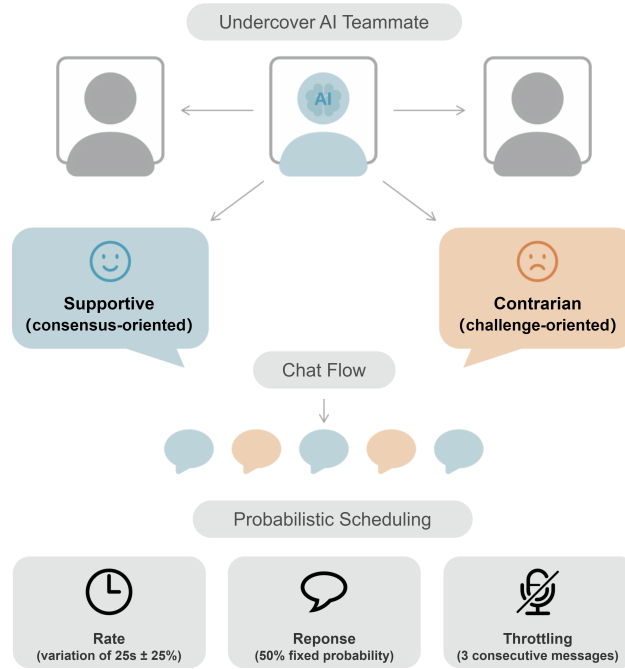 Undercover AI Teammate
AI
Supportive
(consensus-oriented)
Contrarian
(challenge-oriented)
Chat Flow
Probabilistic Scheduling
Rate
(variation of 25s ± 25%)
Reponse
(50% fixed probability)
Throttling
(3 consecutive messages)